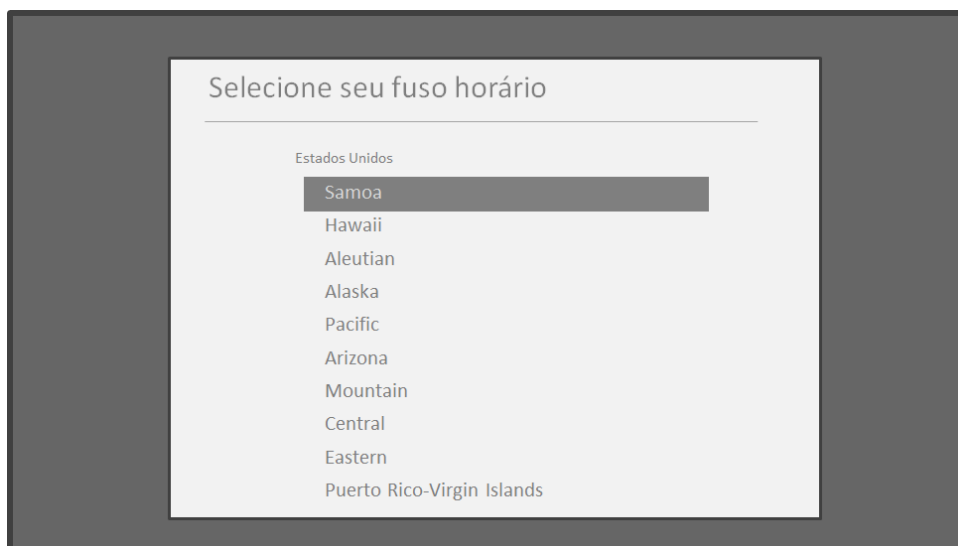 Selecione seu fuso horário
Estados Unidos
Samoa
Hawaii
Aleutian
Alaska
Pacific
Arizona
Mountain
Central
Eastern
Puerto Rico-Virgin Islands